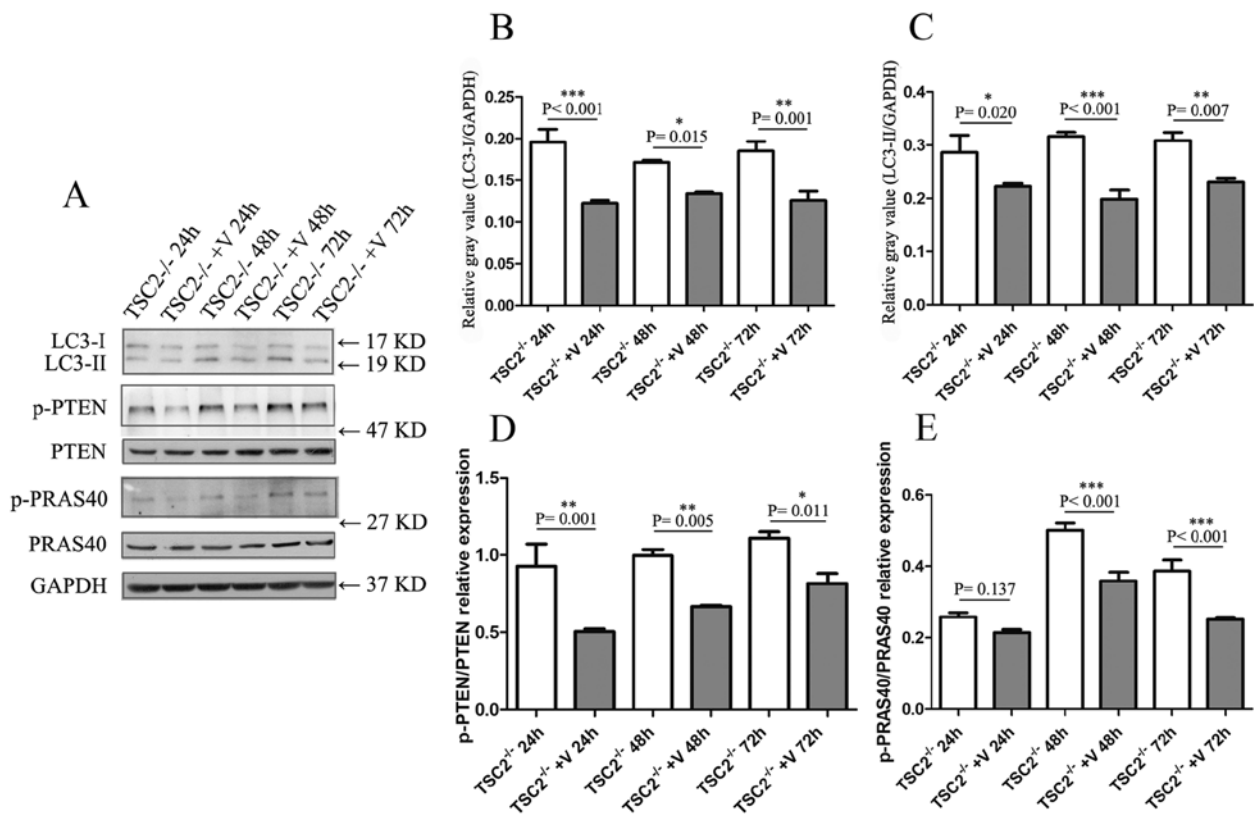 A
TSC2-/- 24h
TSC2-/- +V 24h
TSC2-/- 48h
TSC2-/- +V 48h
TSC2-/- 72h
TSC2-/- +V 72h
LC3-I
← 17 KD
LC3-II
← 19 KD
p-PTEN
← 47 KD
PTEN
p-PRAS40
← 27 KD
PRAS40
GAPDH
← 37 KD
B
Relative gray value (LC3-I/GAPDH)
0.25
0.20
0.15
0.10
0.05
0.00
***
P< 0.001
*
P= 0.015
**
P= 0.001
TSC2⁻/⁻ 24h
TSC2⁻/⁻ +V 24h
TSC2⁻/⁻ 48h
TSC2⁻/⁻ +V 48h
TSC2⁻/⁻ 72h
TSC2⁻/⁻ +V 72h
C
Relative gray value (LC3-II/GAPDH)
0.4
0.3
0.2
0.1
0.0
*
P= 0.020
***
P< 0.001
**
P= 0.007
TSC2⁻/⁻ 24h
TSC2⁻/⁻ +V 24h
TSC2⁻/⁻ 48h
TSC2⁻/⁻ +V 48h
TSC2⁻/⁻ 72h
TSC2⁻/⁻ +V 72h
D
p-PTEN/PTEN relative expression
1.5
1.0
0.5
0.0
**
P= 0.001
**
P= 0.005
*
P= 0.011
TSC2⁻/⁻ 24h
TSC2⁻/⁻ +V 24h
TSC2⁻/⁻ 48h
TSC2⁻/⁻ +V 48h
TSC2⁻/⁻ 72h
TSC2⁻/⁻ +V 72h
E
p-PRAS40/PRAS40 relative expression
0.6
0.4
0.2
0.0
P= 0.137
***
P< 0.001
***
P< 0.001
TSC2⁻/⁻ 24h
TSC2⁻/⁻ +V 24h
TSC2⁻/⁻ 48h
TSC2⁻/⁻ +V 48h
TSC2⁻/⁻ 72h
TSC2⁻/⁻ +V 72h